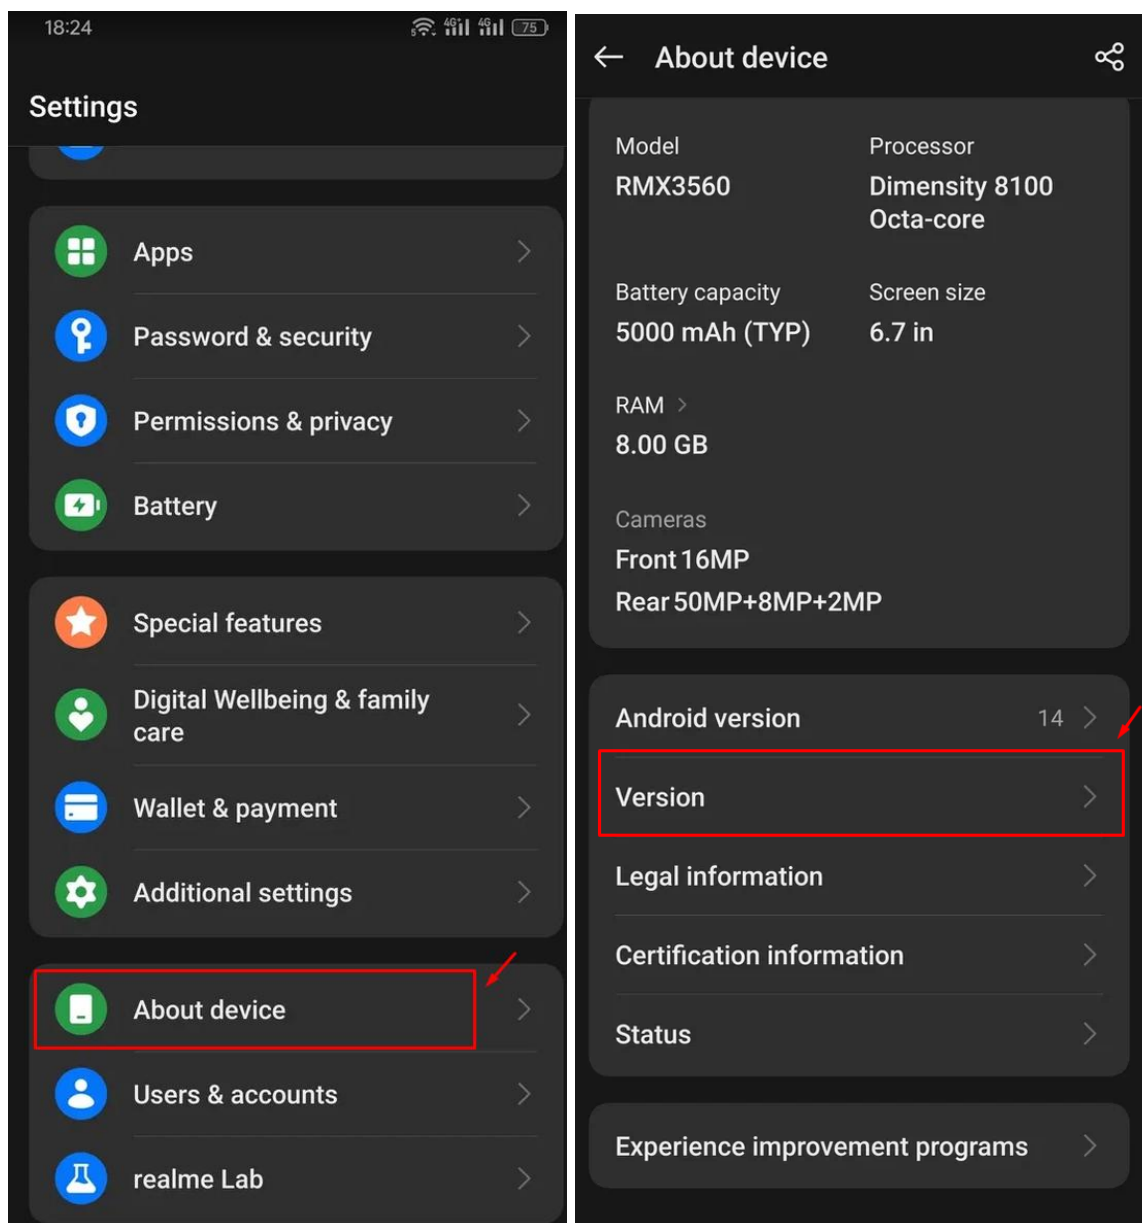 18:24
4G+ 4G 75
Settings
Apps
Password & security
Permissions & privacy
Battery
Special features
Digital Wellbeing & family
care
Wallet & payment
Additional settings
About device
Users & accounts
realme Lab
About device
Model
RMX3560
Processor
Dimensity 8100
Octa-core
Battery capacity
5000 mAh (TYP)
Screen size
6.7 in
RAM
8.00 GB
Cameras
Front 16MP
Rear 50MP+8MP+2MP
Android version 14
Version
Legal information
Certification information
Status
Experience improvement programs